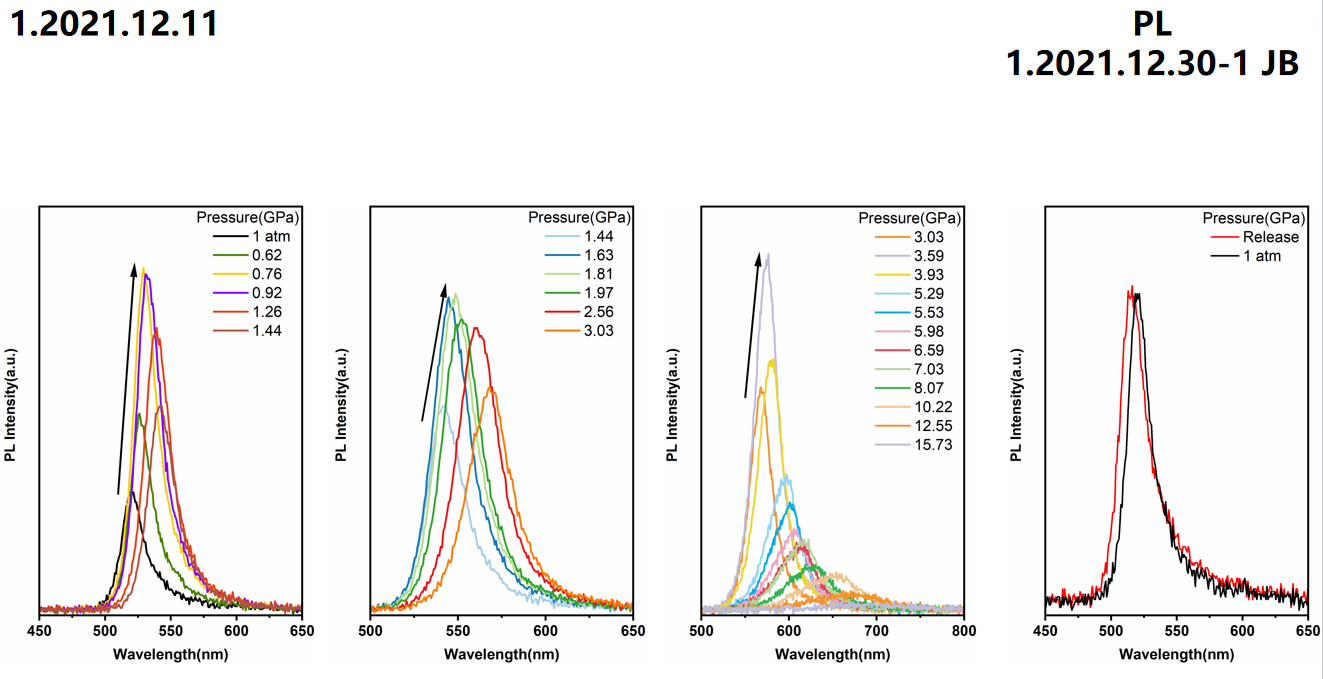 1.2021.12.11
PL
1.2021.12.30-1 JB
PL Intensity(a.u.)
Pressure(GPa)
1 atm
0.62
0.76
0.92
1.26
1.44
450 500 550 600 650
Wavelength(nm)
PL Intensity(a.u.)
Pressure(GPa)
1.44
1.63
1.81
1.97
2.56
3.03
500 550 600 650
Wavelength(nm)
PL Intensity(a.u.)
Pressure(GPa)
3.03
3.59
3.93
5.29
5.53
5.98
6.59
7.03
8.07
10.22
12.55
15.73
500 600 700 800
Wavelength(nm)
PL Intensity(a.u.)
Pressure(GPa)
Release
1 atm
450 500 550 600 650
Wavelength(nm)